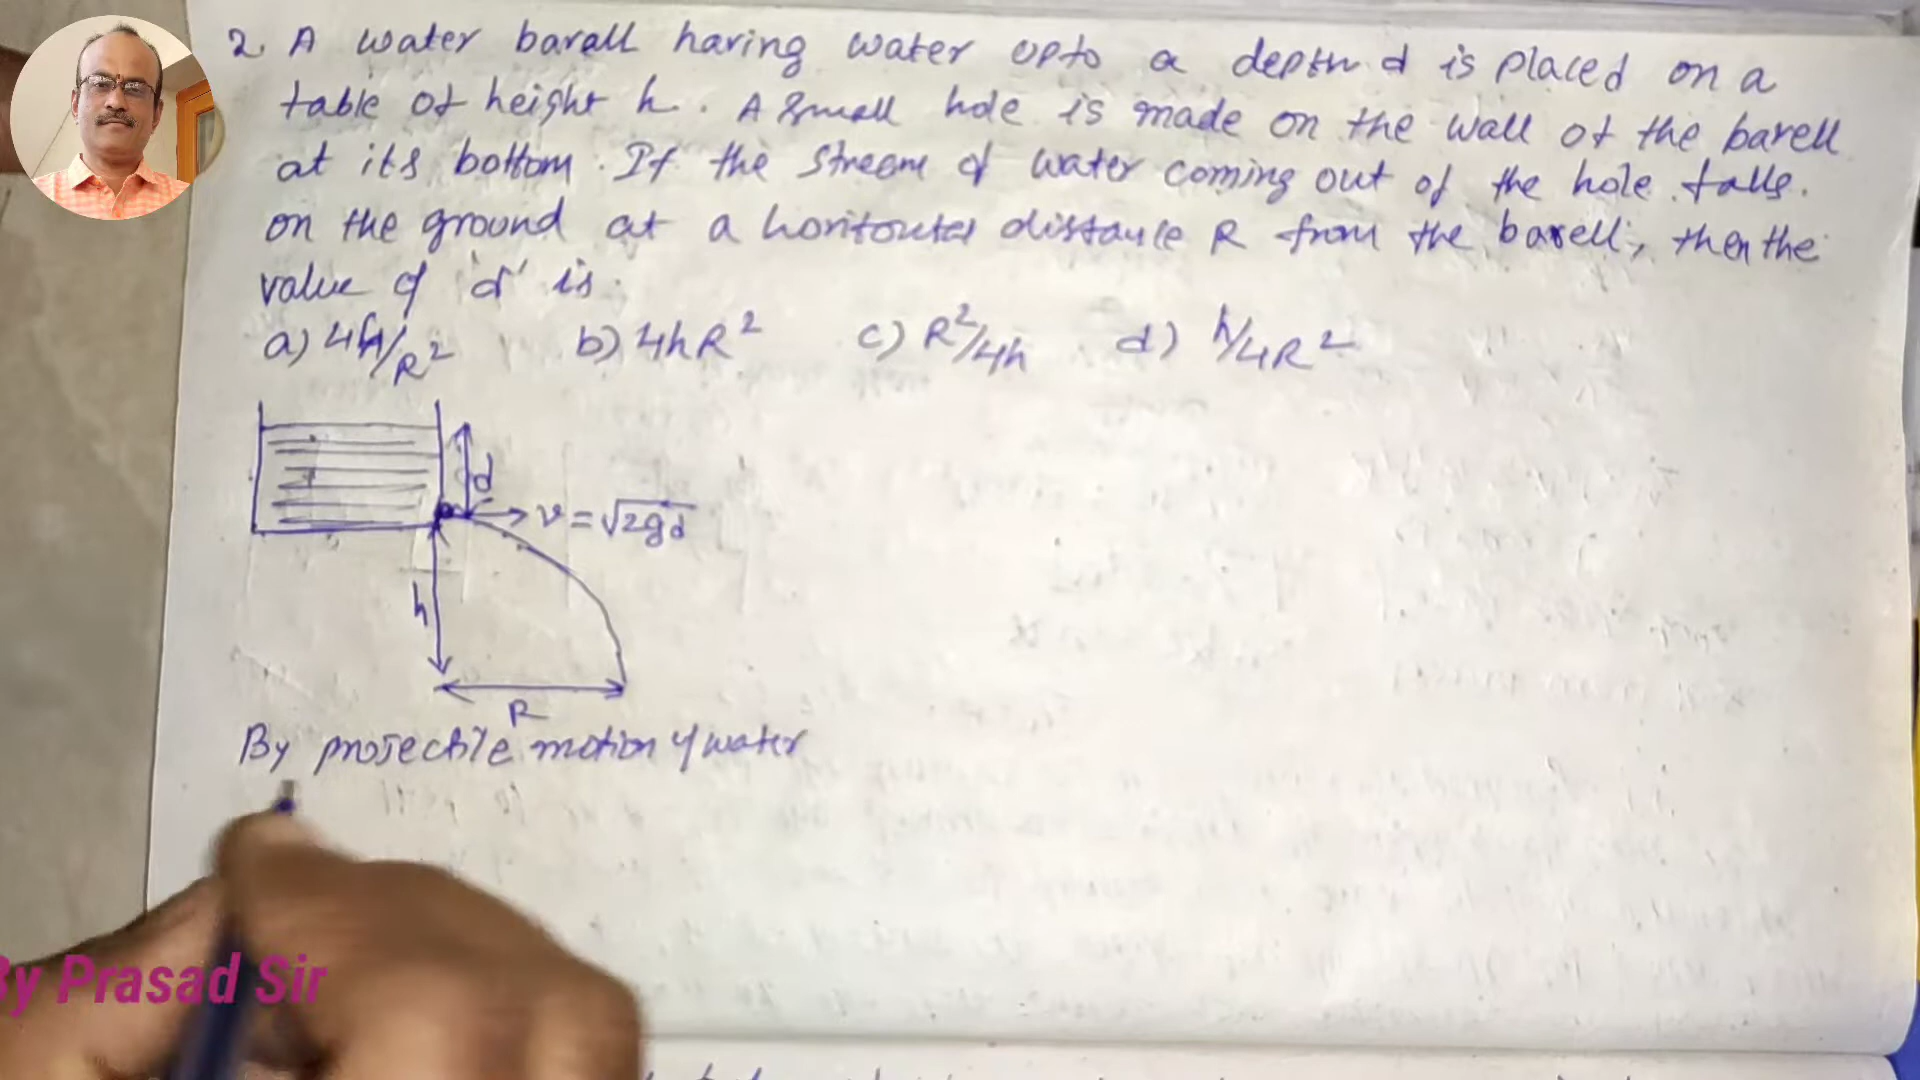 2. A water barall having water upto a depth d is placed on a
table of height h. A small hole is made on the wall of the barell
at its bottom. If the stream of water coming out of the hole falls.
on the ground at a horizontal distance R from the barell, then the
value of 'd' is.
a) 4h/R² b) 4hR² c) R²/4h d) h/4R²
d
v = √2gd
h
R
By projectile motion of water
By Prasad Sir